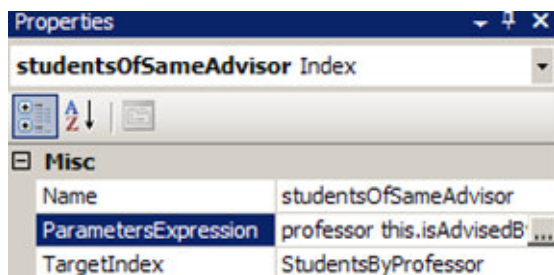 Properties
studentsOfSameAdvisor Index
Misc
Name studentsOfSameAdvisor
ParametersExpression professor this.isAdvisedB ...
TargetIndex StudentsByProfessor